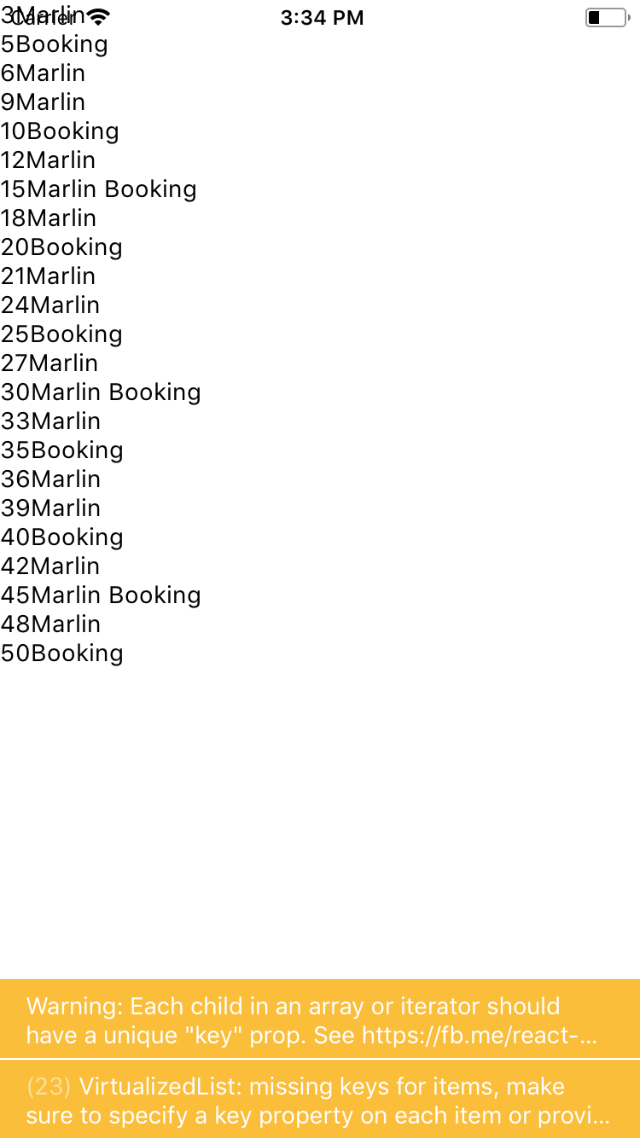 Carrier 3:34 PM
3Marlin
5Booking
6Marlin
9Marlin
10Booking
12Marlin
15Marlin Booking
18Marlin
20Booking
21Marlin
24Marlin
25Booking
27Marlin
30Marlin Booking
33Marlin
35Booking
36Marlin
39Marlin
40Booking
42Marlin
45Marlin Booking
48Marlin
50Booking
Warning: Each child in an array or iterator should
have a unique "key" prop. See https://fb.me/react-...
(23) VirtualizedList: missing keys for items, make
sure to specify a key property on each item or provi...